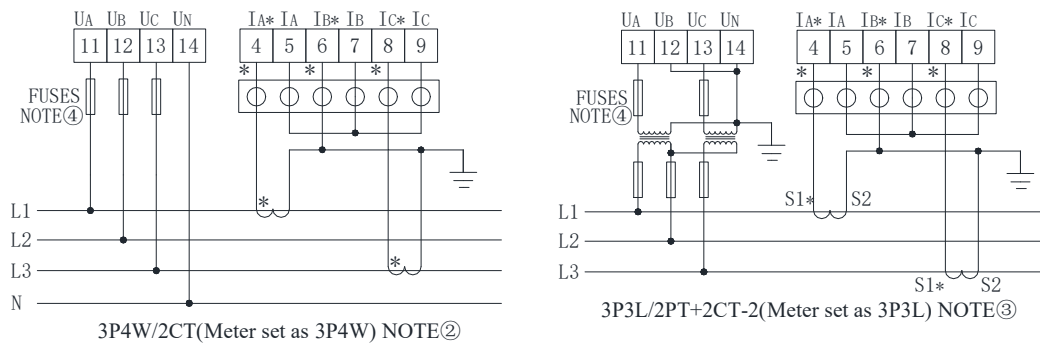 UA UB UC UN IA* IA IB* IB IC* IC
11 12 13 14 4 5 6 7 8 9
* * *
FUSES
NOTE④
*
L1
L2
*
L3
N
3P4W/2CT(Meter set as 3P4W) NOTE②
UA UB UC UN IA* IA IB* IB IC* IC
11 12 13 14 4 5 6 7 8 9
* * *
FUSES
NOTE④
S1* S2
L1
L2
L3
S1* S2
3P3L/2PT+2CT-2(Meter set as 3P3L) NOTE③